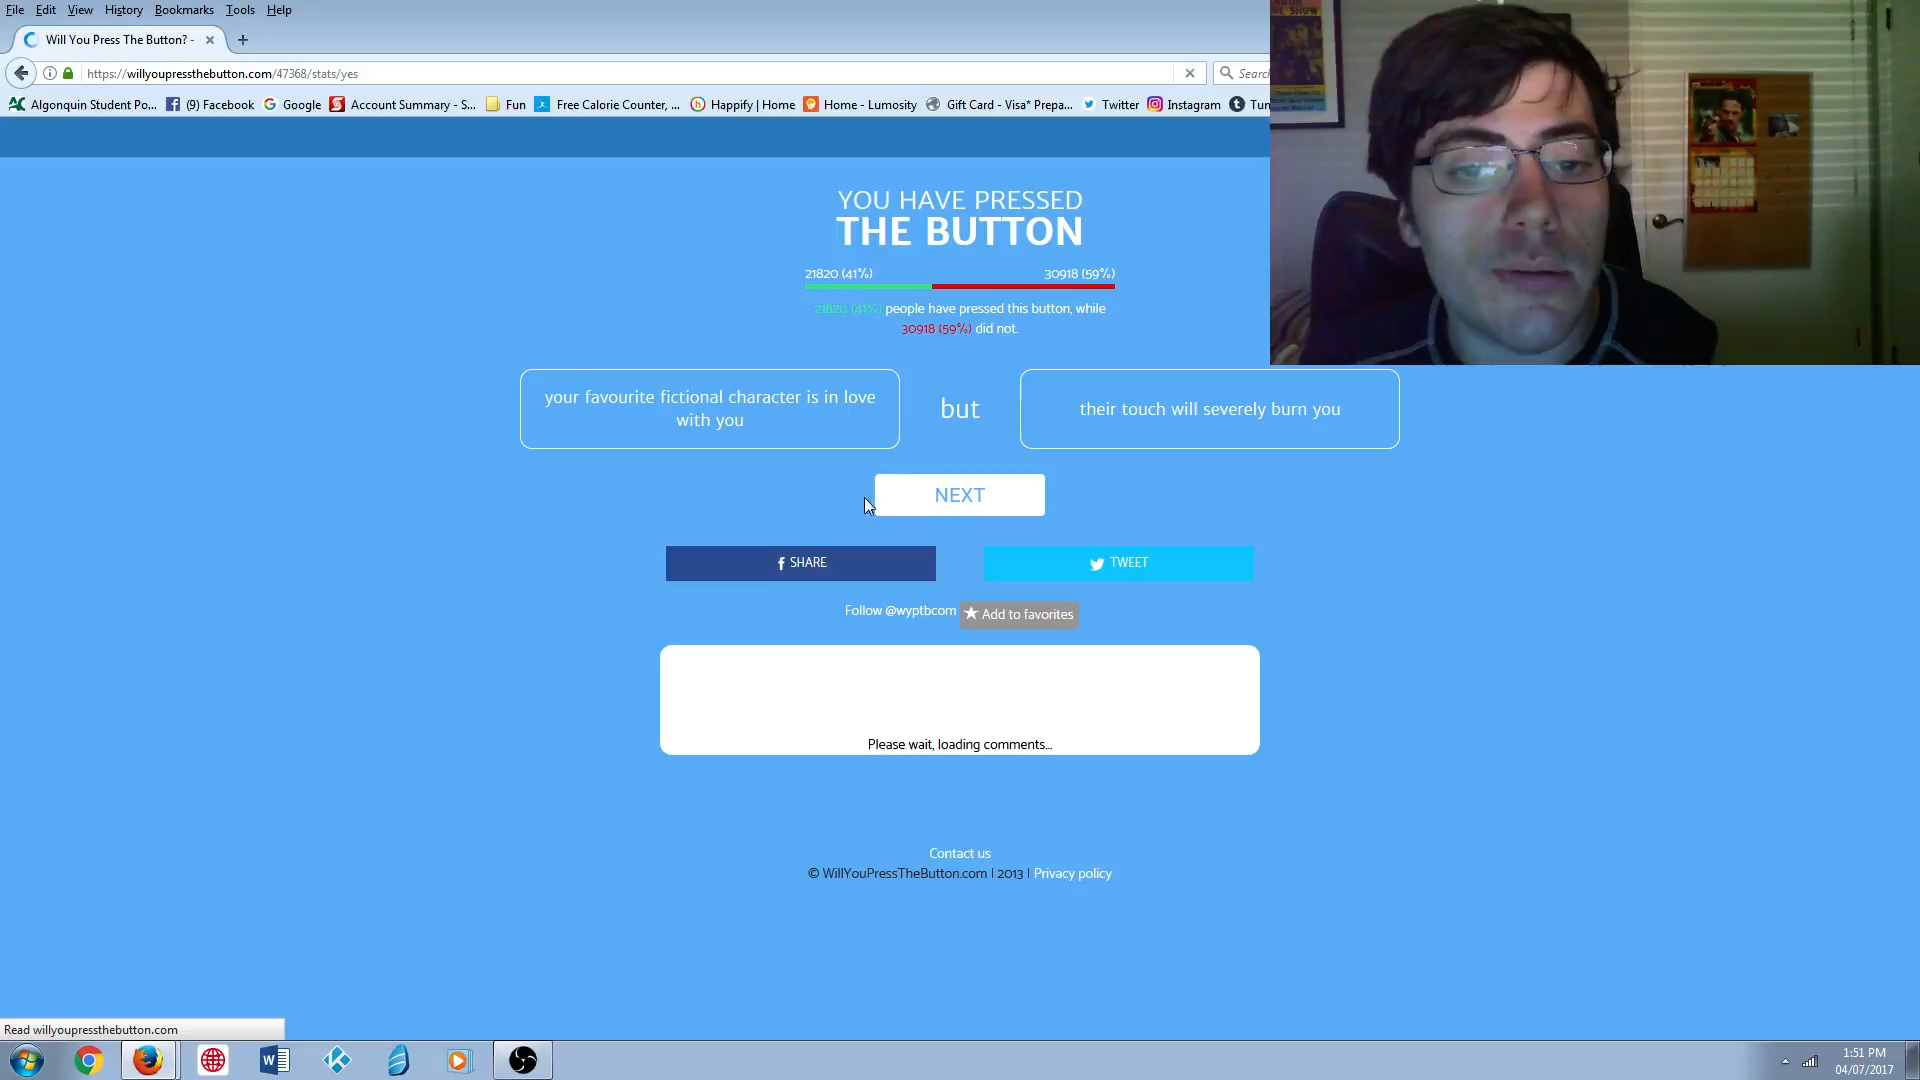 File Edit View History Bookmarks Tools Help
Will You Press The Button? -
https://willyoupressthebutton.com/47368/stats/yes
Algonquin Student Po... (9) Facebook Google Account Summary - S... Fun Free Calorie Counter, ... Happify | Home Home - Lumosity Gift Card - Visa* Prepa... Twitter Instagram
YOU HAVE PRESSED
THE BUTTON
21820 (41%) 30918 (59%)
21820 (41%) people have pressed this button, while
30918 (59%) did not.
your favourite fictional character is in love
with you
but
their touch will severely burn you
NEXT
SHARE
TWEET
Follow @wyptbcom
Add to favorites
Please wait, loading comments...
Contact us
© WillYouPressTheButton.com | 2013 | Privacy policy
Read willyoupressthebutton.com
1:51 PM
04/07/2017